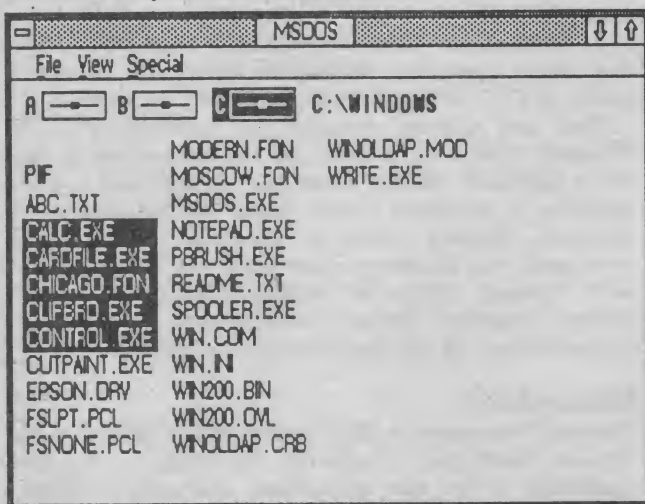 MSDOS
File View Special
A B C C:\WINDOWS
PIF
ABC.TXT
CALC.EXE
CARDFILE.EXE
CHICAGO.FON
CLIPBRD.EXE
CONTROL.EXE
CUTPAINT.EXE
EPSON.DRV
FSLPT.PCL
FSNONE.PCL
MODERN.FON
MOSCOW.FON
MSDOS.EXE
NOTEPAD.EXE
PBRUSH.EXE
README.TXT
SPOOLER.EXE
WIN.COM
WIN.INI
WIN200.BIN
WIN200.OVL
WINOLDAP.GRB
WINOLDAP.MOD
WRITE.EXE